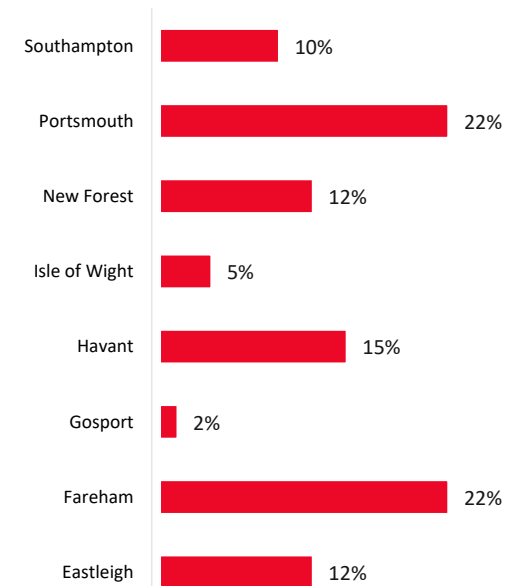 Southampton 10%
Portsmouth 22%
New Forest 12%
Isle of Wight 5%
Havant 15%
Gosport 2%
Fareham 22%
Eastleigh 12%